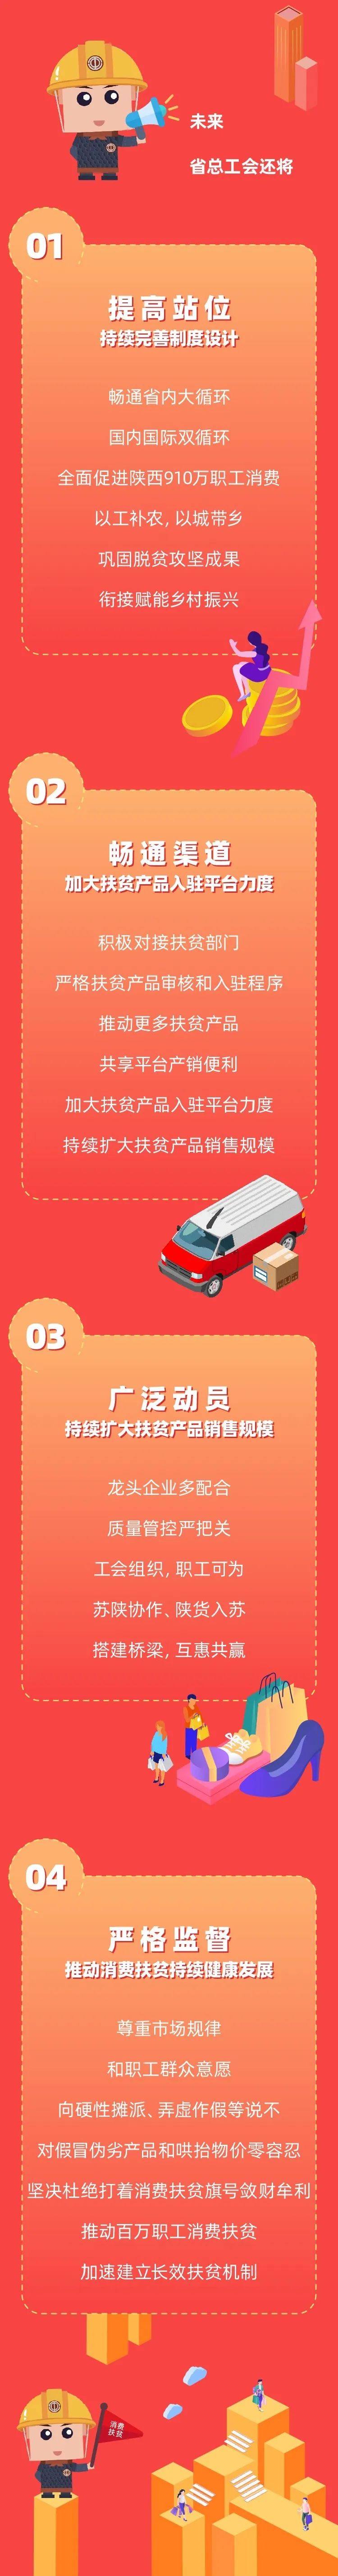 未来
省总工会还将
01
提高站位
持续完善制度设计
畅通省内大循环
国内国际双循环
全面促进陕西910万职工消费
以工补农，以城带乡
巩固脱贫攻坚成果
衔接赋能乡村振兴
02
畅通渠道
加大扶贫产品入驻平台力度
积极对接扶贫部门
严格扶贫产品审核和入驻程序
推动更多扶贫产品
共享平台产销便利
加大扶贫产品入驻平台力度
持续扩大扶贫产品销售规模
03
广泛动员
持续扩大扶贫产品销售规模
龙头企业多配合
质量管控严把关
工会组织，职工可为
苏陕协作、陕货入苏
搭建桥梁，互惠共赢
04
严格监督
推动消费扶贫持续健康发展
尊重市场规律
和职工群众意愿
向硬性摊派、弄虚作假等说不
对假冒伪劣产品和哄抬物价零容忍
坚决杜绝打着消费扶贫旗号敛财牟利
推动百万职工消费扶贫
加速建立长效扶贫机制
消费
扶贫